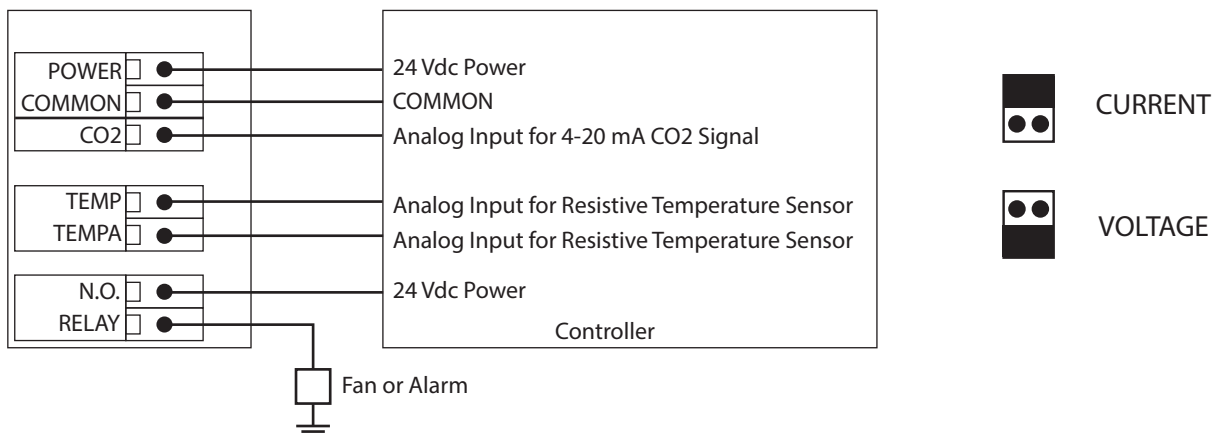 POWER
24 Vdc Power
COMMON
COMMON
CO2
Analog Input for 4-20 mA CO2 Signal
TEMP
Analog Input for Resistive Temperature Sensor
TEMPA
Analog Input for Resistive Temperature Sensor
N.O.
24 Vdc Power
RELAY
Controller
Fan or Alarm
CURRENT
VOLTAGE